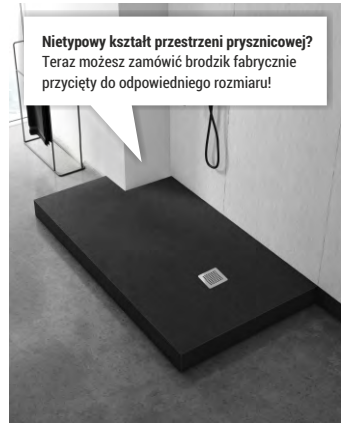 Nietypowy kształt przestrzeni prysznicowej?
Teraz możesz zamówić brodzik fabrycznie
przycięty do odpowiedniego rozmiaru!